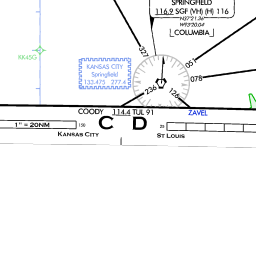 SPRINGFIELD
116.9 SGF (VH) 116
N37°21.36
W93°20.04
COLUMBIA
327
KK45G
KANSAS CITY
Springfield
133.475 277.4
051
078
236
126
COODY 114.4 TUL 91
ZAVEL
1" = 20NM
C D
KANSAS CITY
ST LOUIS